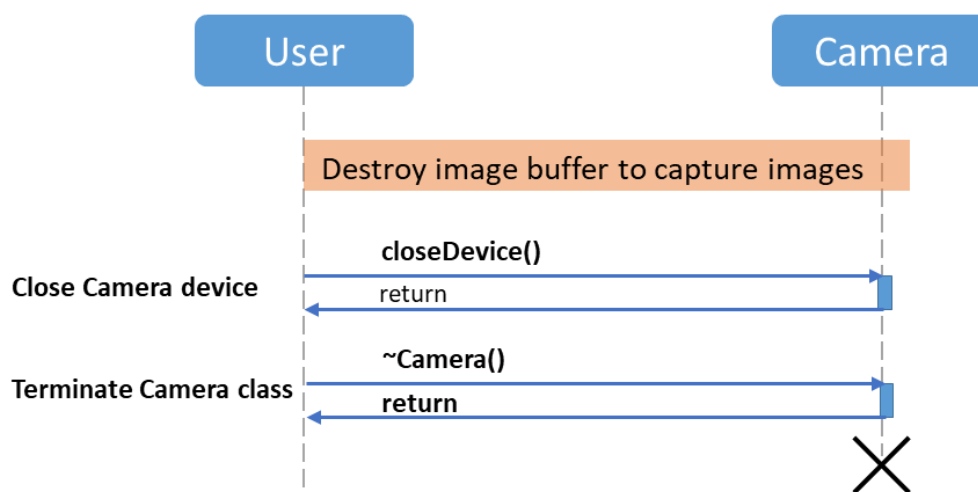 User
Camera
Destroy image buffer to capture images
closeDevice()
Close Camera device
return
~Camera()
Terminate Camera class
return